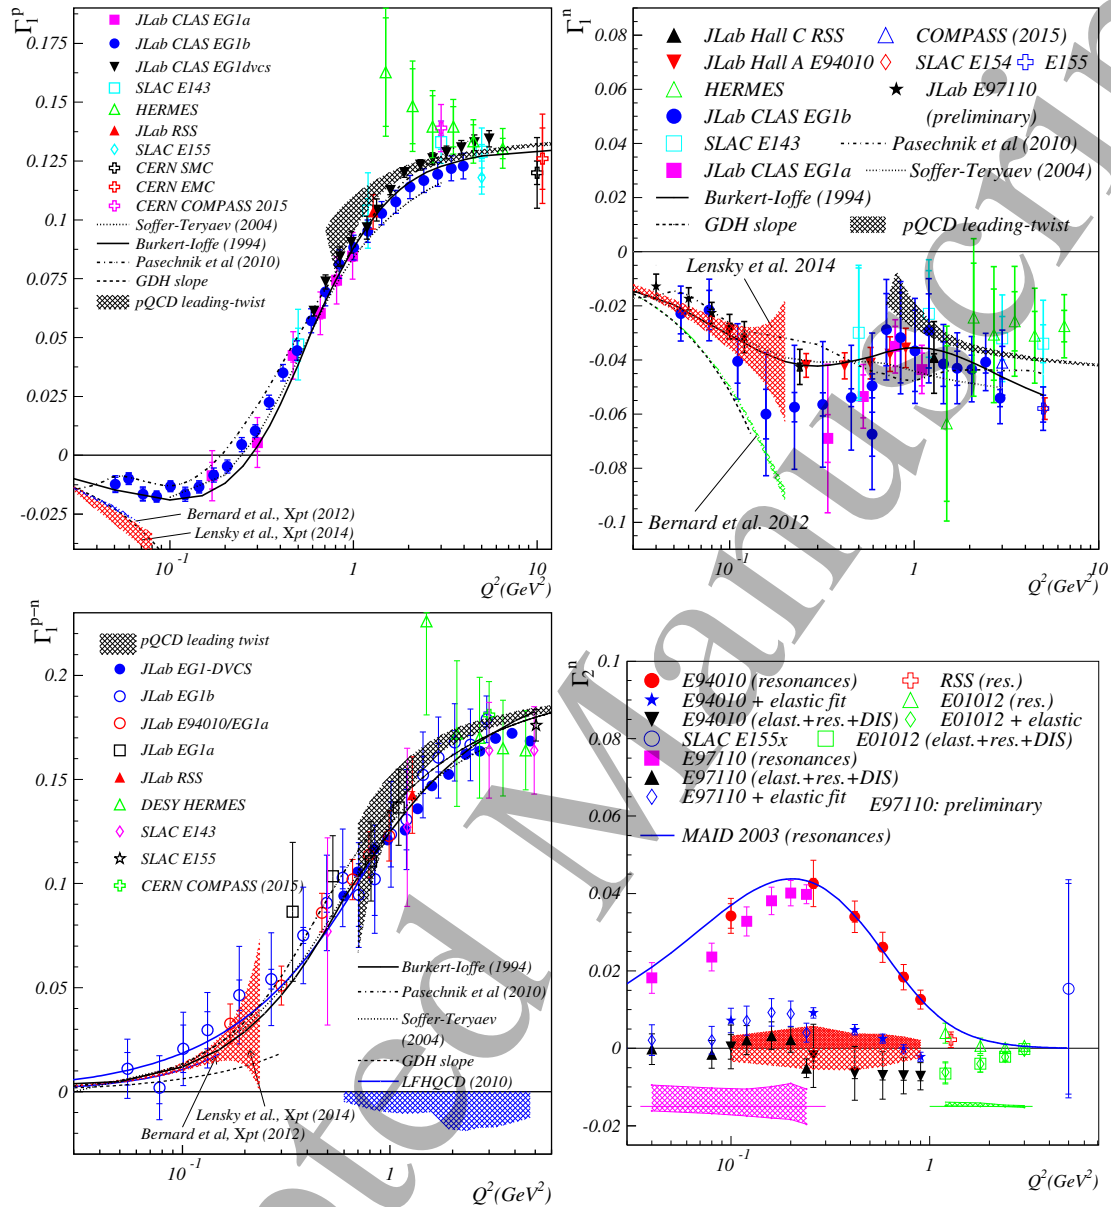 Γ₁ᵖ
0.175
0.15
0.125
0.1
0.075
0.05
0.025
0
-0.025
JLab CLAS EG1a
JLab CLAS EG1b
JLab CLAS EG1dvcs
SLAC E143
HERMES
JLab RSS
SLAC E155
CERN SMC
CERN EMC
CERN COMPASS 2015
Soffer-Teryaev (2004)
Burkert-Ioffe (1994)
Pasechnik et al (2010)
GDH slope
pQCD leading-twist
Bernard et al., Χpt (2012)
Lensky et al., Χpt (2014)
10⁻¹ 1 10
Q²(GeV²)
Γ₁ⁿ
0.08
0.06
0.04
0.02
0
-0.02
-0.04
-0.06
-0.08
-0.1
JLab Hall C RSS COMPASS (2015)
JLab Hall A E94010 SLAC E154 E155
HERMES JLab E97110
JLab CLAS EG1b (preliminary)
SLAC E143 Pasechnik et al (2010)
JLab CLAS EG1a Soffer-Teryaev (2004)
Burkert-Ioffe (1994)
GDH slope pQCD leading-twist
Lensky et al. 2014
Bernard et al. 2012
10⁻¹ 1 10
Q²(GeV²)
Γ₁ᵖ⁻ⁿ
0.2
0.15
0.1
0.05
0
pQCD leading twist
JLab EG1-DVCS
JLab EG1b
JLab E94010/EG1a
JLab EG1a
JLab RSS
DESY HERMES
SLAC E143
SLAC E155
CERN COMPASS (2015)
Burkert-Ioffe (1994)
Pasechnik et al (2010)
Soffer-Teryaev
(2004)
GDH slope
LFHQCD (2010)
Lensky et al., Χpt (2014)
Bernard et al, Χpt (2012)
10⁻¹ 1
Q²(GeV²)
Γ₂ⁿ
0.1
0.08
0.06
0.04
0.02
0
-0.02
E94010 (resonances) RSS (res.)
E94010 + elastic fit E01012 (res.)
E94010 (elast.+res.+DIS) E01012 + elastic
SLAC E155x E01012 (elast.+res.+DIS)
E97110 (resonances)
E97110 (elast.+res.+DIS)
E97110 + elastic fit E97110: preliminary
MAID 2003 (resonances)
10⁻¹ 1
Q²(GeV²)
ted Manuscrip